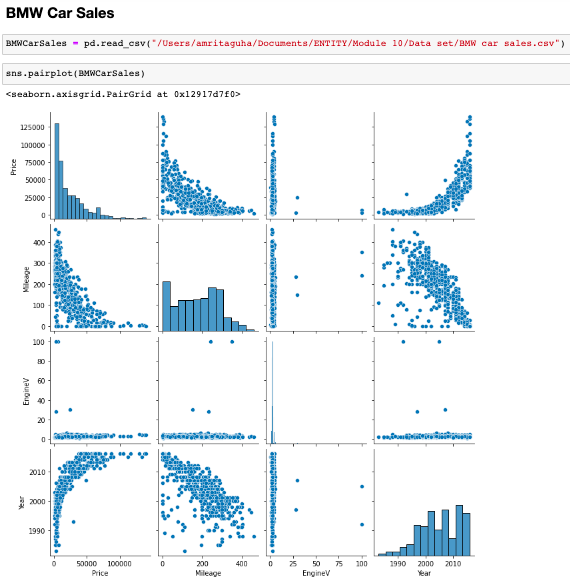 BMW Car Sales
BMWCarSales = pd.read_csv("/Users/amritaguha/Documents/ENTITY/Module 10/Data set/BMW car sales.csv")
sns.pairplot(BMWCarSales)
<seaborn.axisgrid.PairGrid at 0x12917d7f0>
125000
100000
75000
50000
25000
0
Price
400
300
200
100
0
Mileage
100
80
60
40
20
0
EngineV
2010
2000
1990
Year
0 50000 100000
0 200 400
0 25 50 75 100
1990 2000 2010
Price Mileage EngineV Year